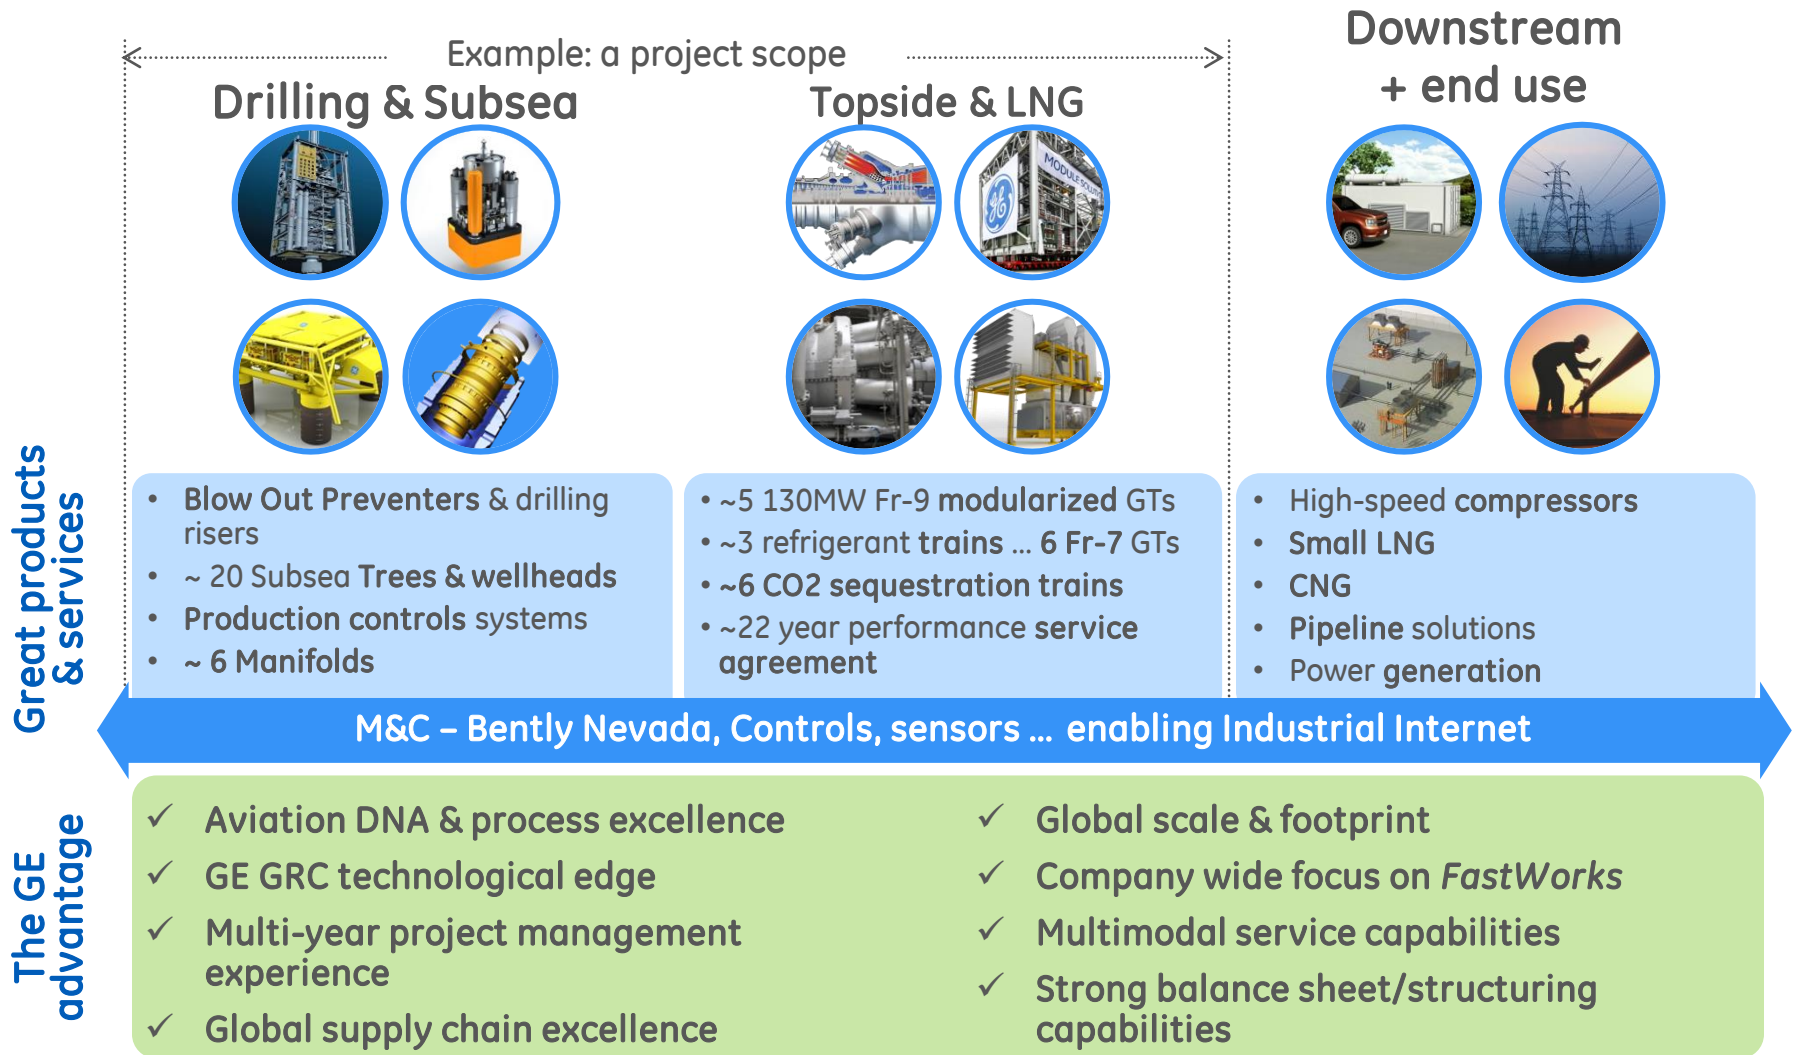 Example: a project scope
Drilling & Subsea
Topside & LNG
Downstream
+ end use
MODULE SOLUTI
GE
Great products
& services
• Blow Out Preventers & drilling
risers
• ~ 20 Subsea Trees & wellheads
• Production controls systems
• ~ 6 Manifolds
• ~5 130MW Fr-9 modularized GTs
• ~3 refrigerant trains ... 6 Fr-7 GTs
• ~6 CO2 sequestration trains
• ~22 year performance service
agreement
• High-speed compressors
• Small LNG
• CNG
• Pipeline solutions
• Power generation
M&C – Bently Nevada, Controls, sensors ... enabling Industrial Internet
The GE
advantage
✓ Aviation DNA & process excellence
✓ GE GRC technological edge
✓ Multi-year project management
experience
✓ Global supply chain excellence
✓ Global scale & footprint
✓ Company wide focus on FastWorks
✓ Multimodal service capabilities
✓ Strong balance sheet/structuring
capabilities